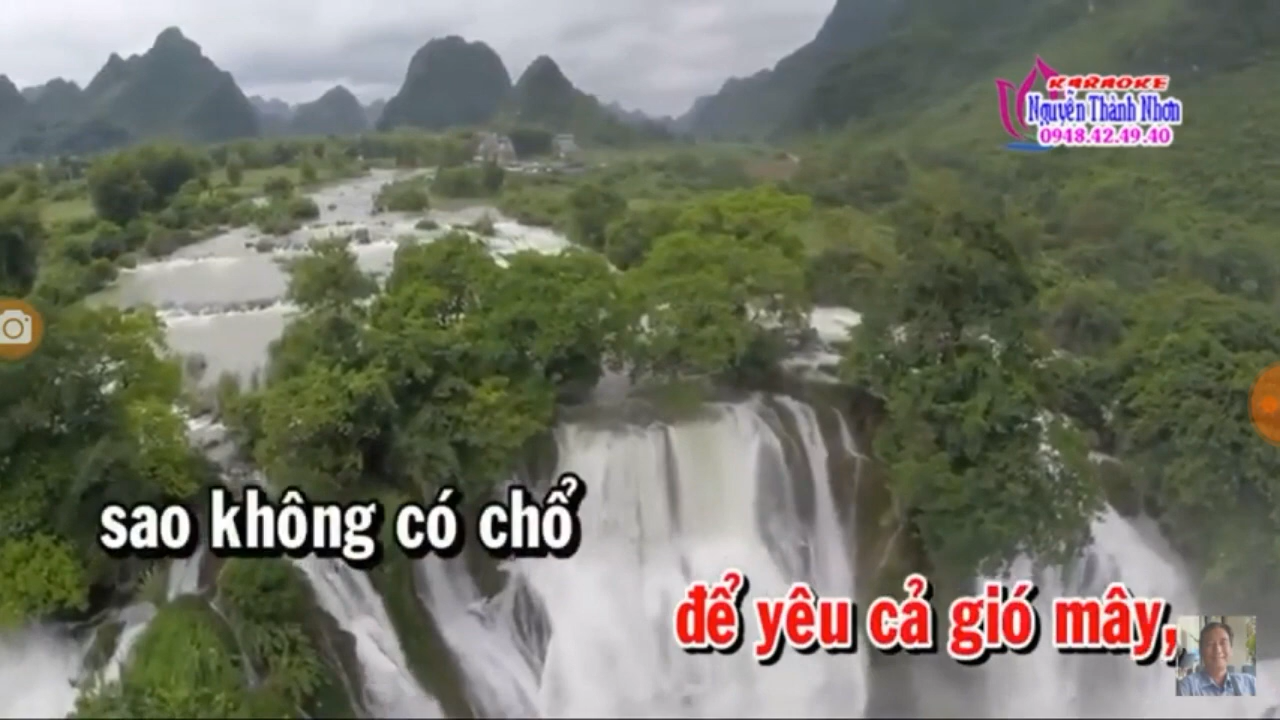 KARAOKE
Nguyễn Thành Nhơn
0948.42.49.40
sao không có chổ
để yêu cả gió mây,